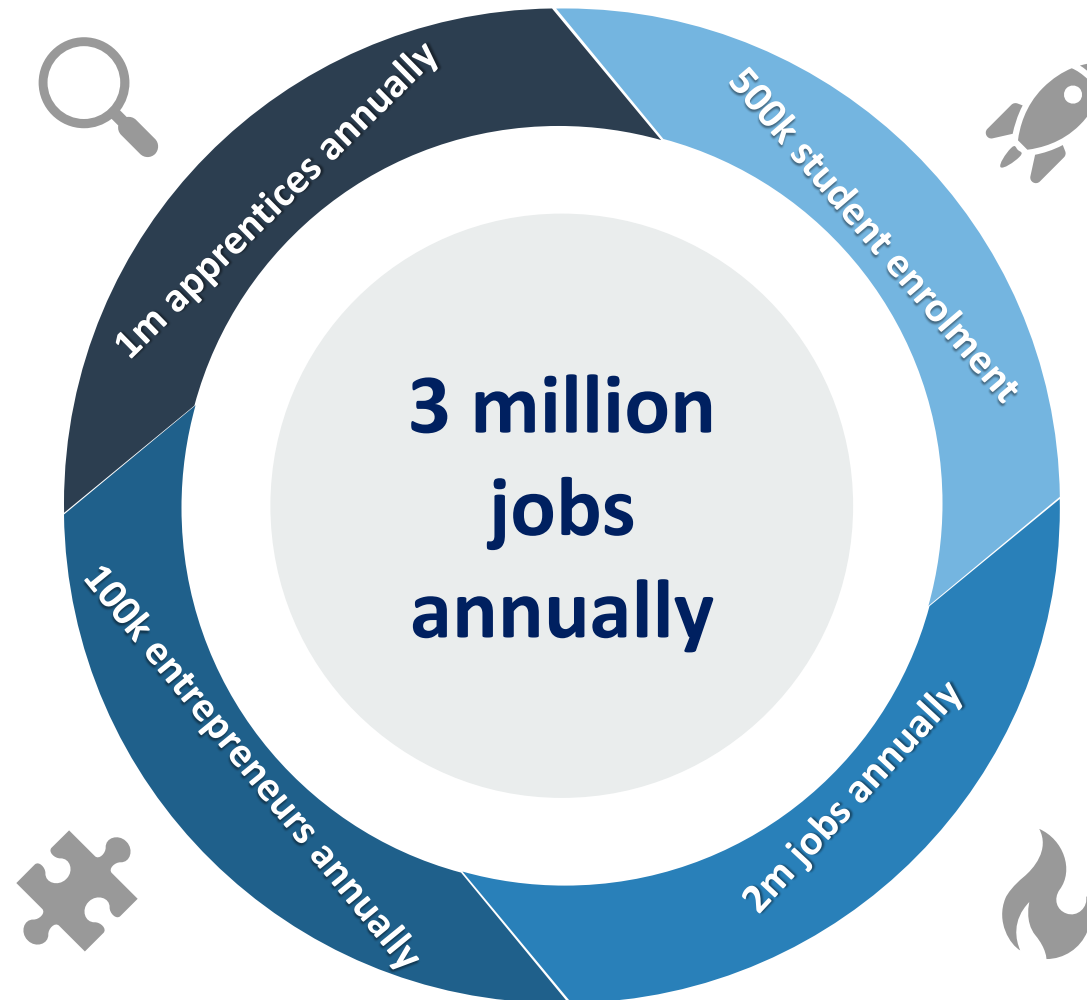 1m apprentices annually
500k student enrolment
3 million
jobs
annually
100k entrepreneurs annually
2m jobs annually